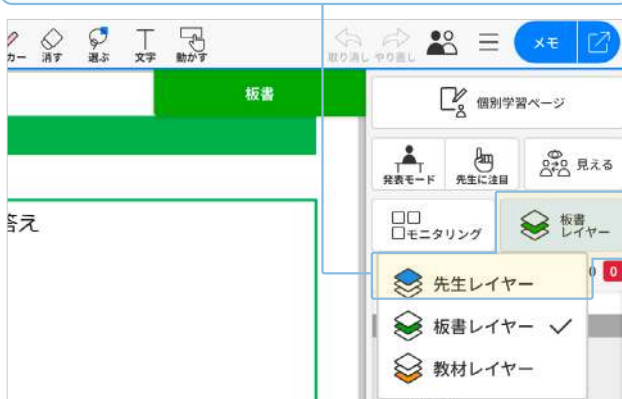 カー 消す 選ぶ 文字 動かす 取り消し やり直し メモ
板書
個別学習ページ
発表モード 先生に注目 見える
答え
モニタリング 板書
レイヤー
0 0
先生レイヤー
板書レイヤー
教材レイヤー